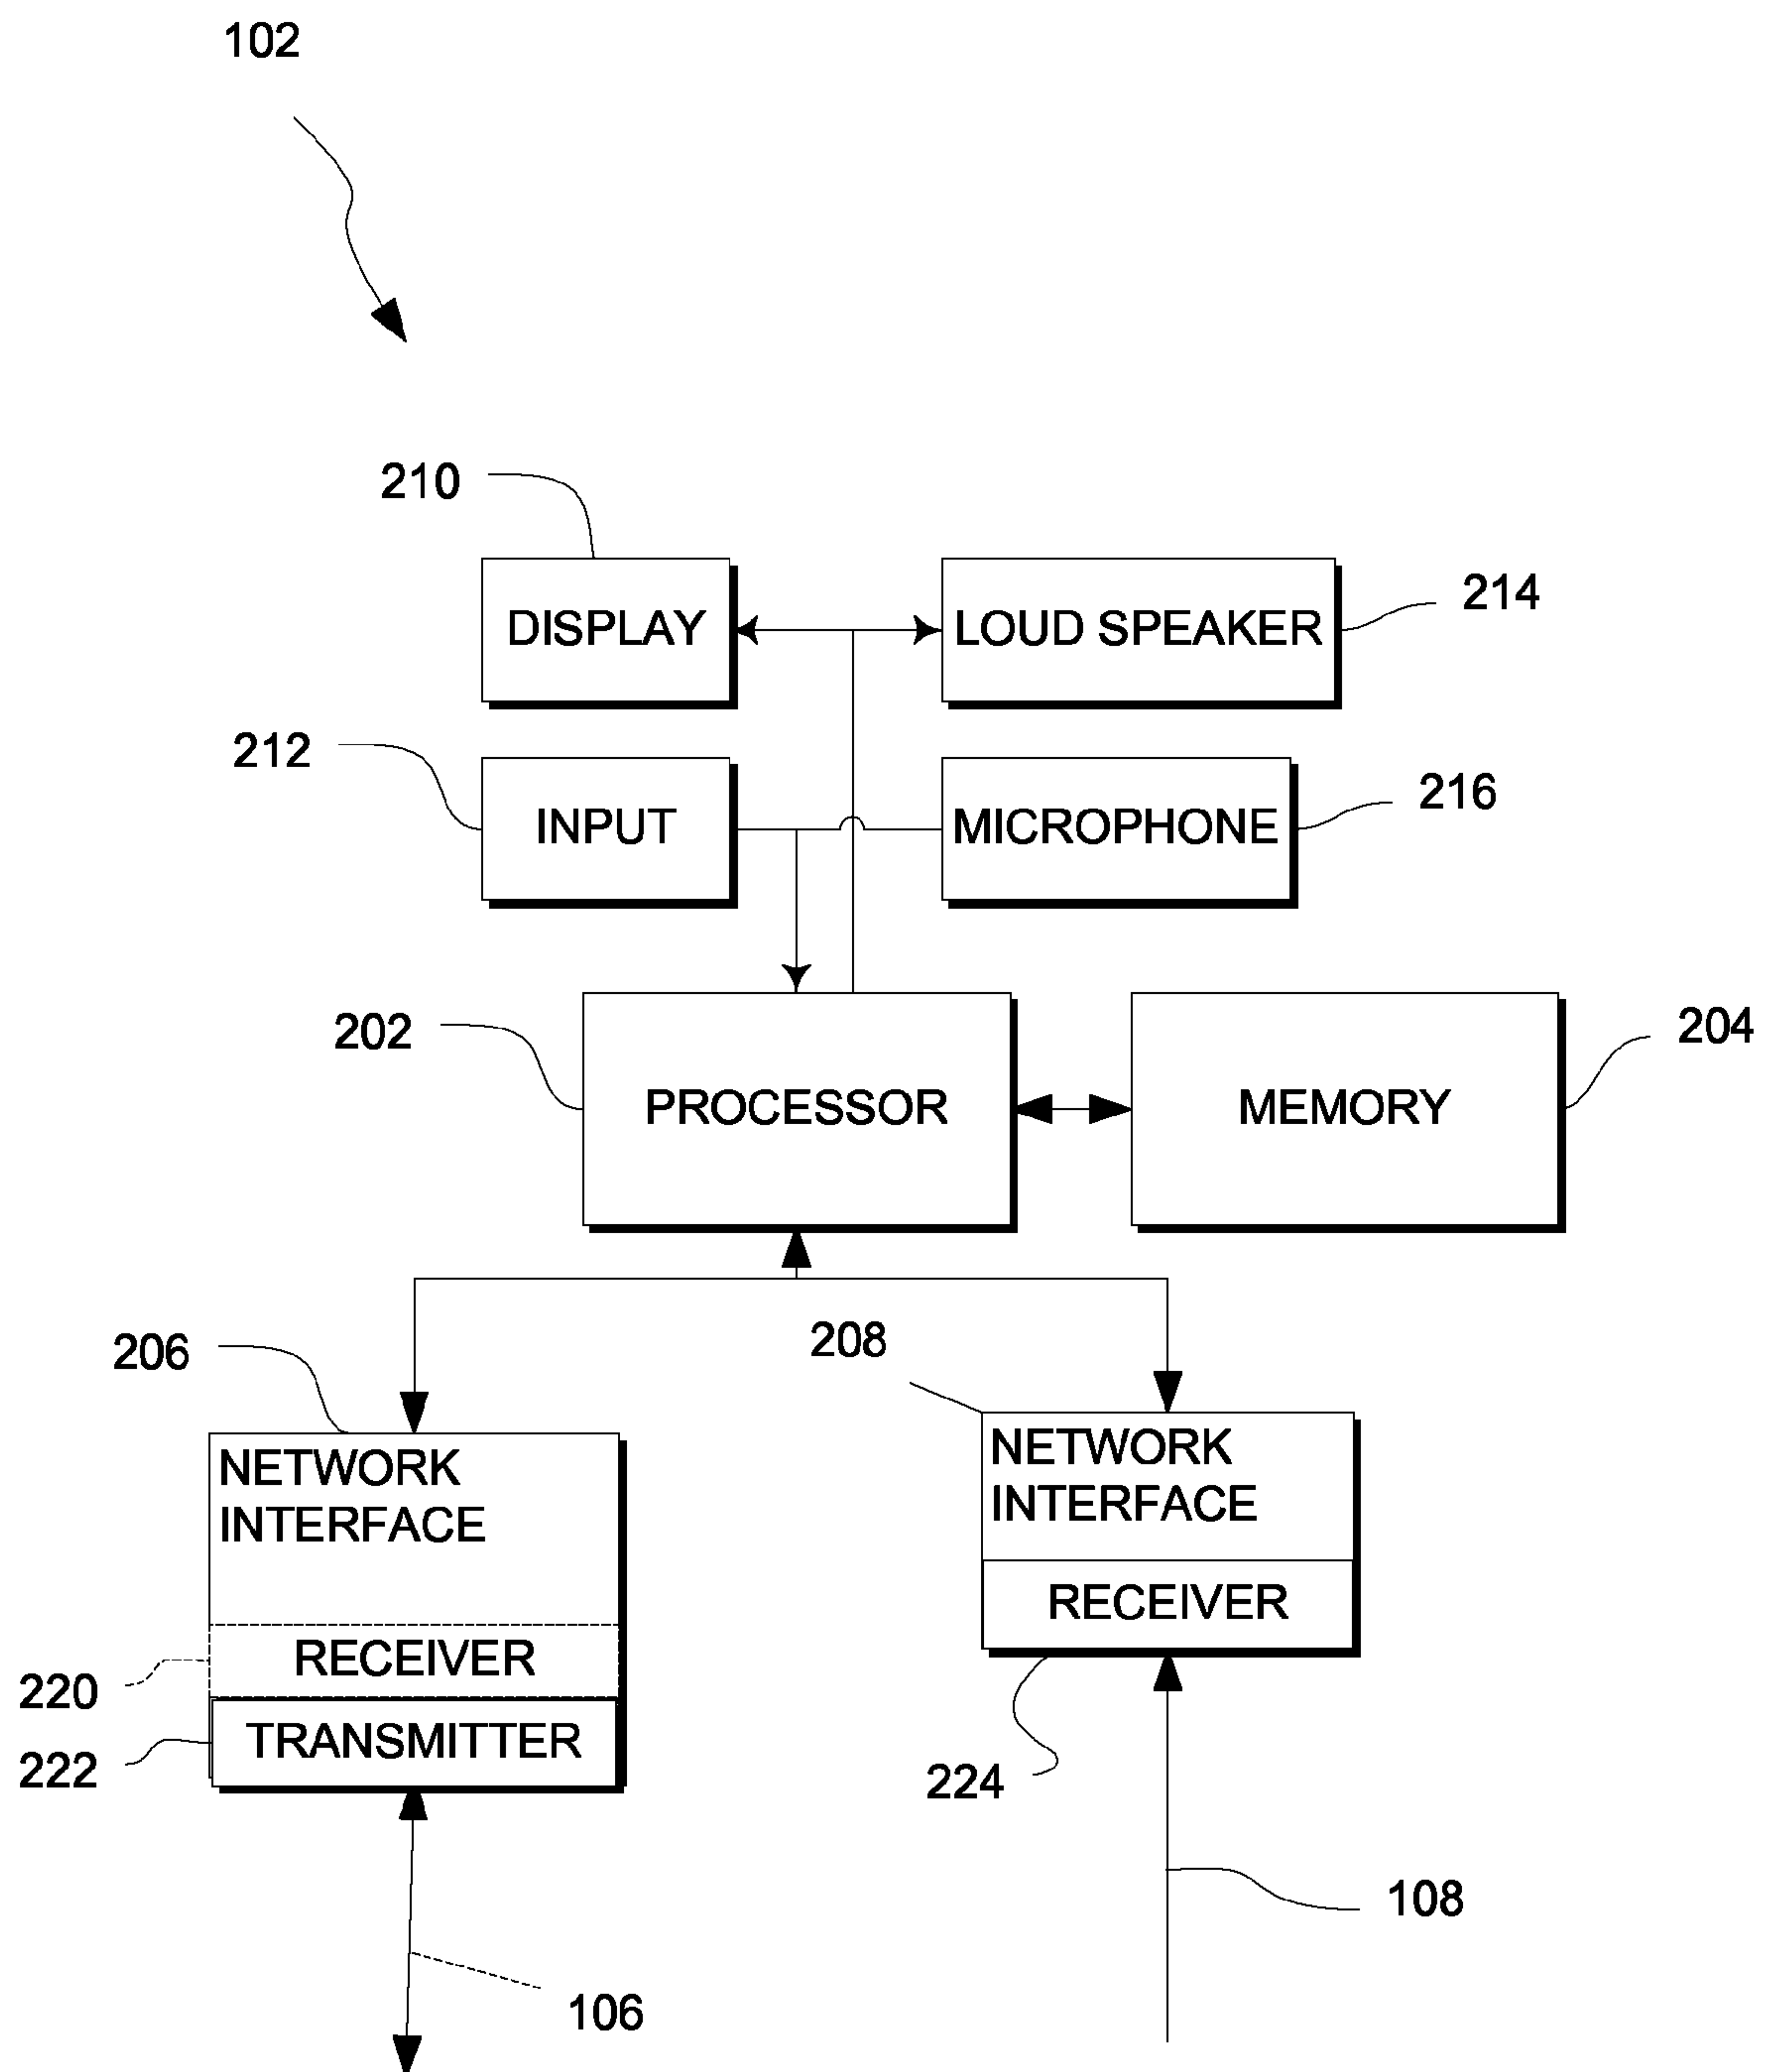 102
210
DISPLAY
LOUD SPEAKER
214
212
INPUT
MICROPHONE
216
202
PROCESSOR
MEMORY
204
206
208
NETWORK
INTERFACE
NETWORK
INTERFACE
RECEIVER
RECEIVER
220
TRANSMITTER
222
224
108
106